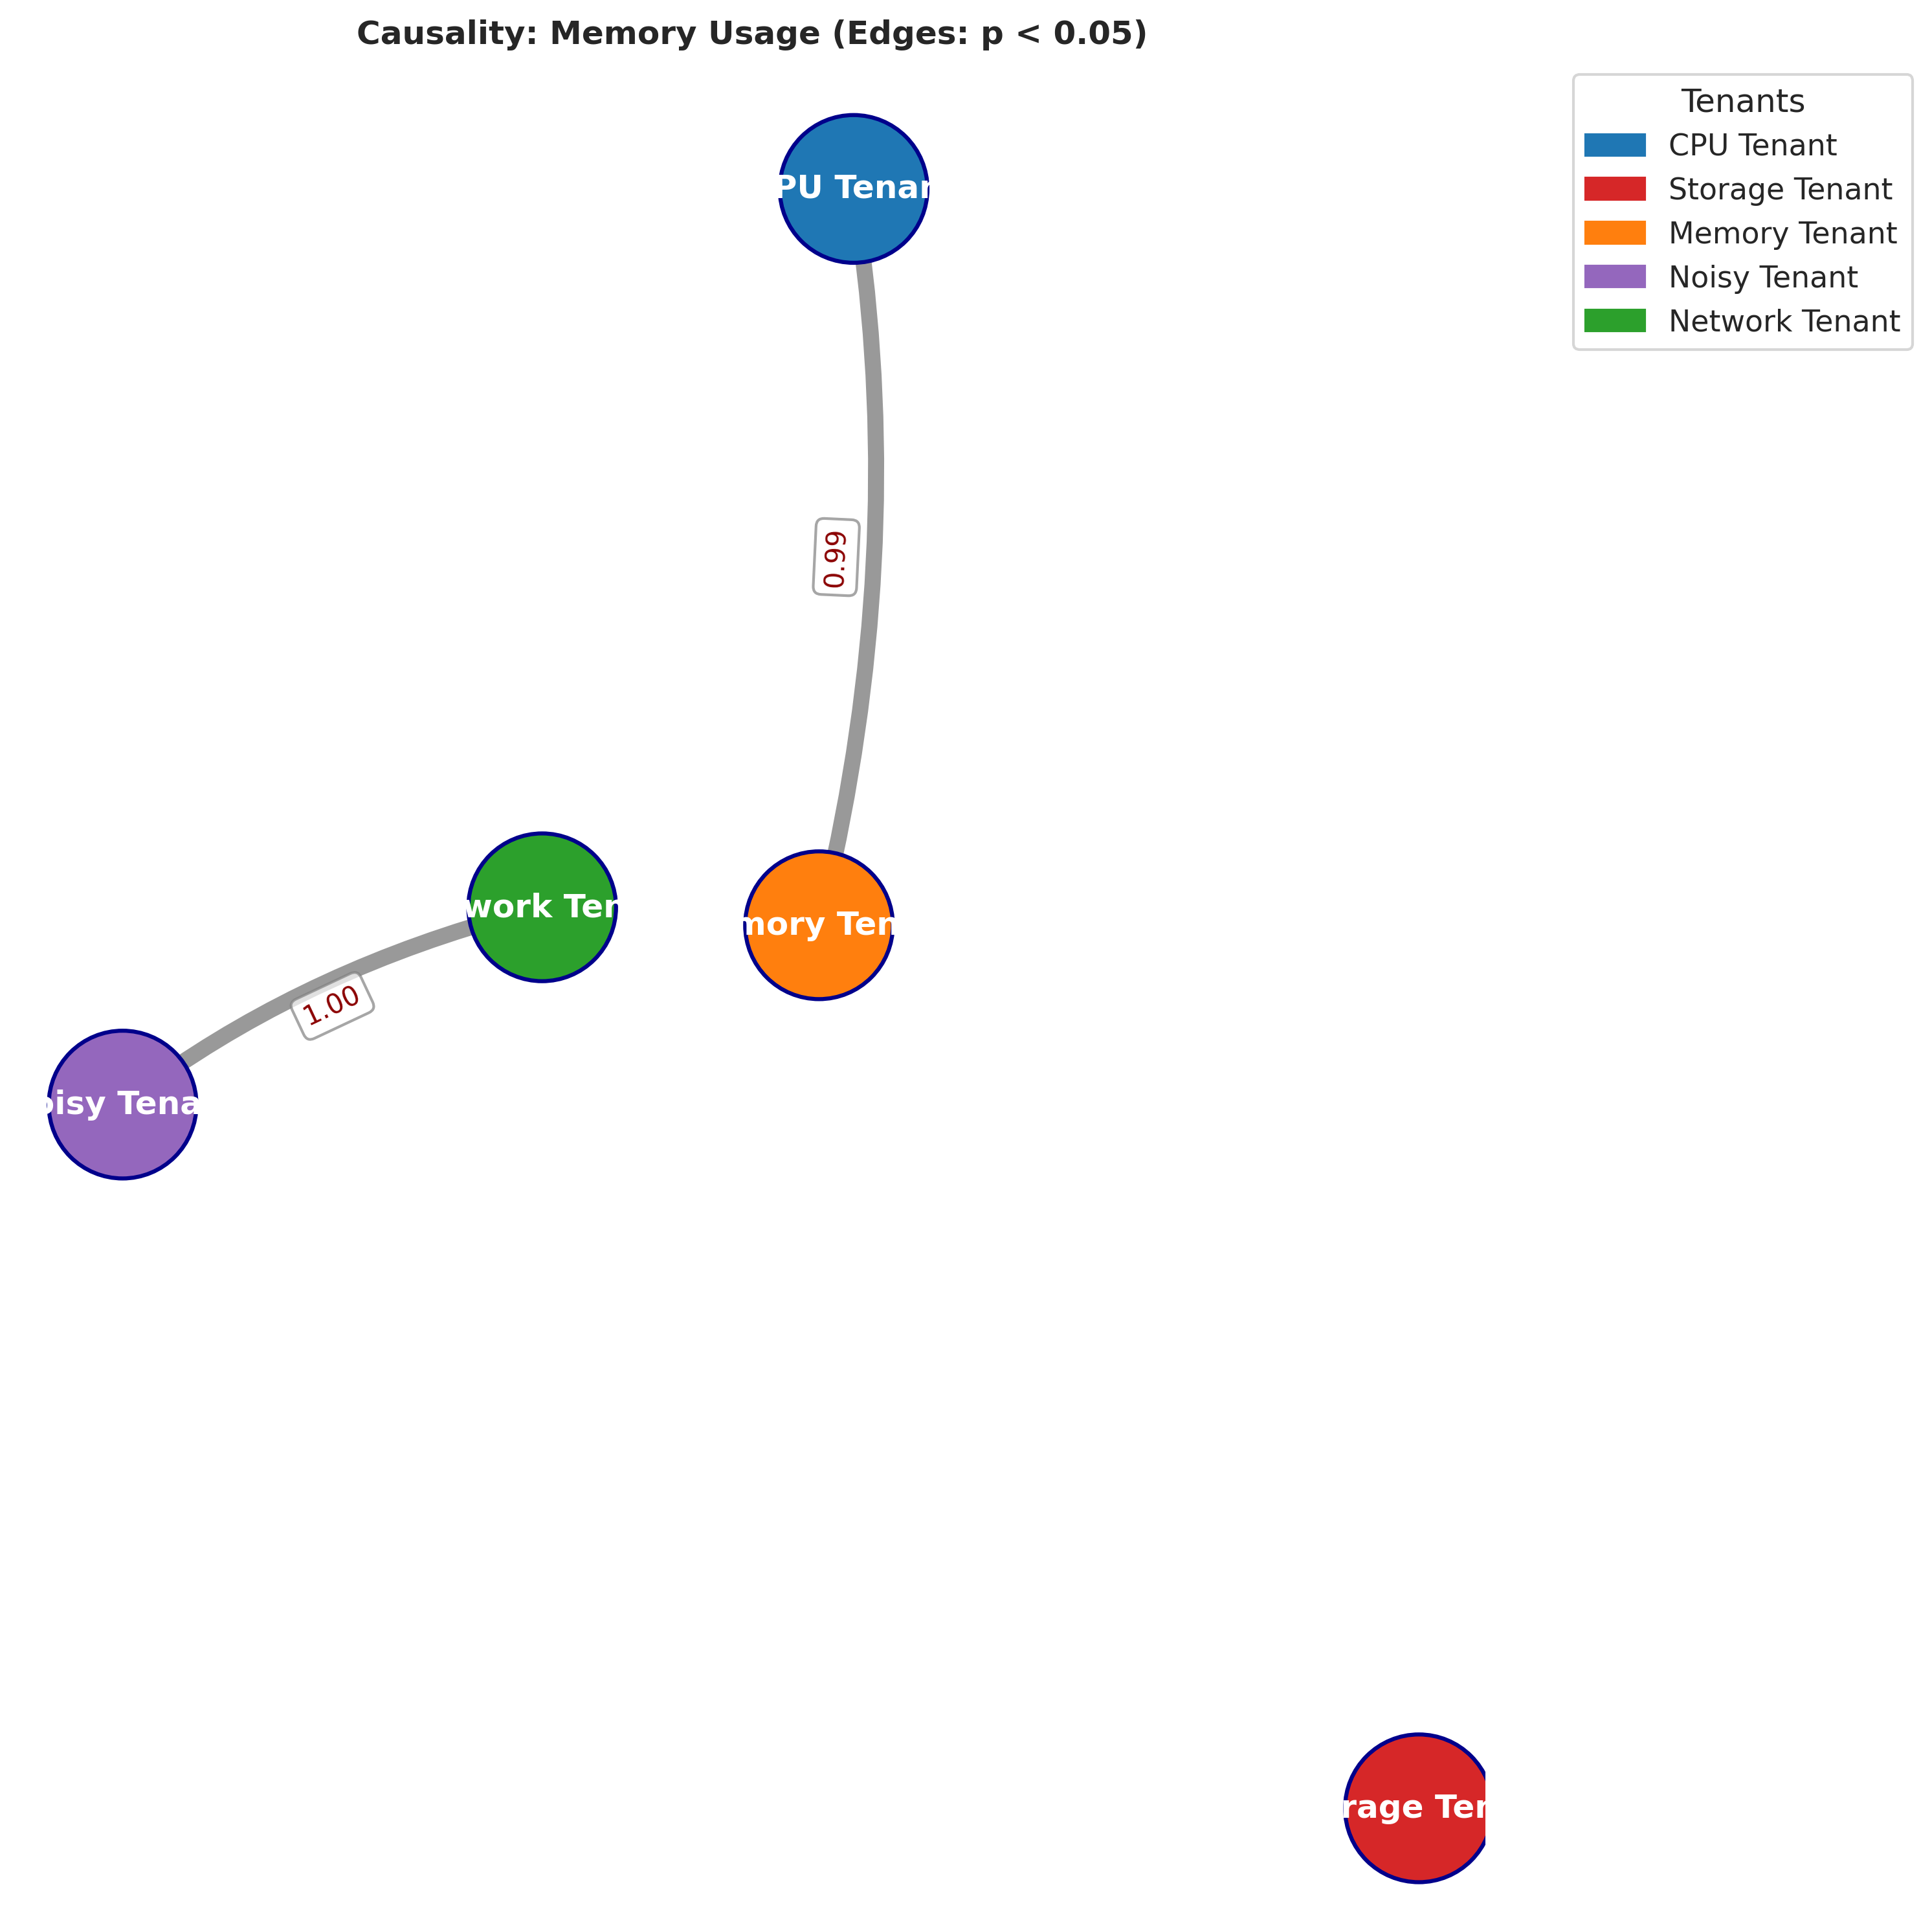 Causality: Memory Usage (Edges: p < 0.05)
Tenants
CPU Tenant
Storage Tenant
Memory Tenant
Noisy Tenant
Network Tenant
PU Tenan
0.99
work Ten
mory Ten
1.00
oisy Tena
rage Ten